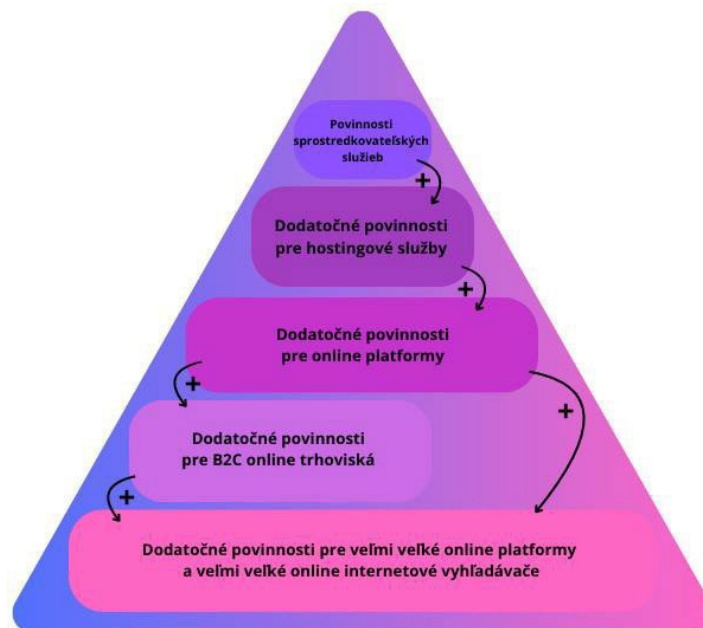 Povinnosti
sprostredkovateľských
služieb
+
Dodatočné povinnosti
pre hostingové služby
+
Dodatočné povinnosti
pre online platformy
+
+
Dodatočné povinnosti
pre B2C online trhoviská
+
Dodatočné povinnosti pre veľmi veľké online platformy
a veľmi veľké online internetové vyhľadávače